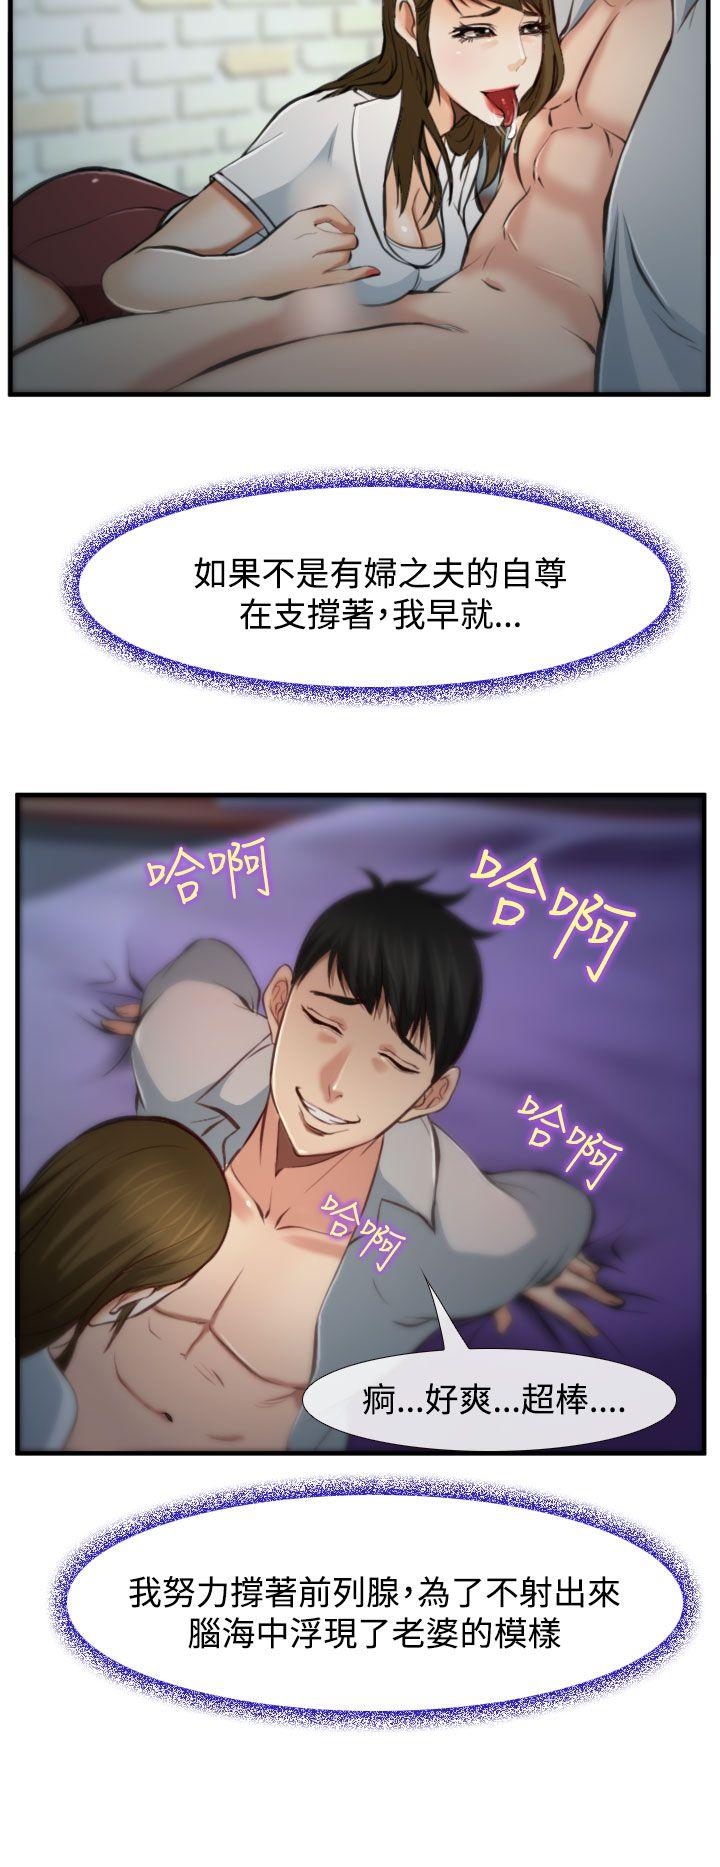 如果不是有婦之夫的自尊
在支撐著，我早就...
哈啊
哈啊
哈啊
哈啊
痾...好爽...超棒....
我努力撐著前列腺，為了不射出來
腦海中浮現了老婆的模樣